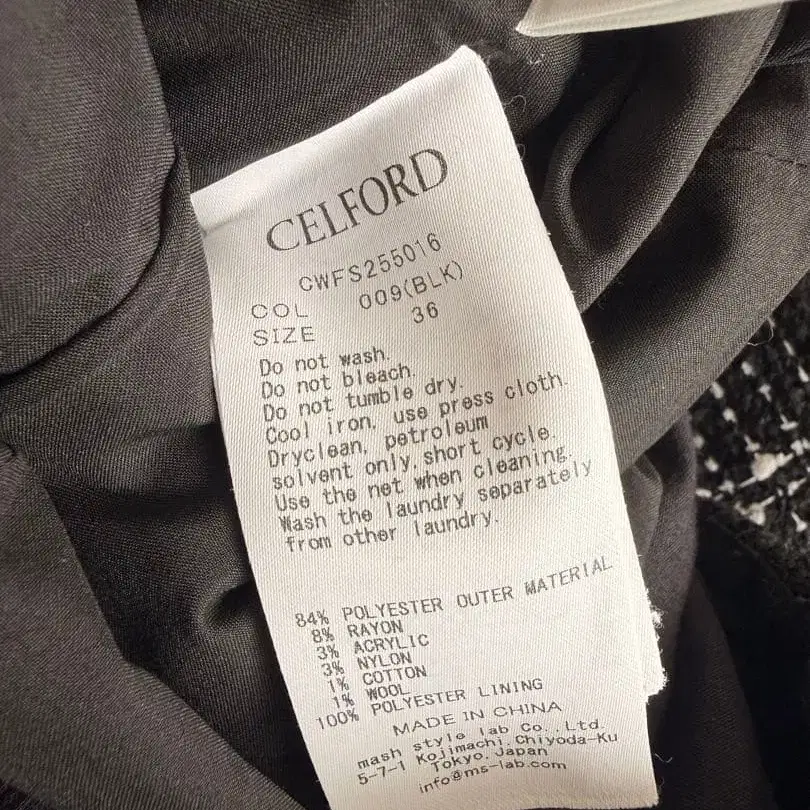 CELFORD
CWFS255016
COL 009(BLK)
SIZE 36
Do not wash.
Do not bleach.
Do not tumble dry.
Cool iron, use press cloth.
Dryclean, petroleum
solvent only,short cycle.
Use the net when cleaning.
Wash the laundry separately
from other laundry.
84% POLYESTER OUTER MATERIAL
8% RAYON
3% ACRYLIC
3% NYLON
1% COTTON
1% WOOL
100% POLYESTER LINING
MADE IN CHINA
mash style lab Co.,Ltd.
5-7-1 Kojimachi,Chiyoda-Ku
Tokyo,Japan
info@ms-lab.com